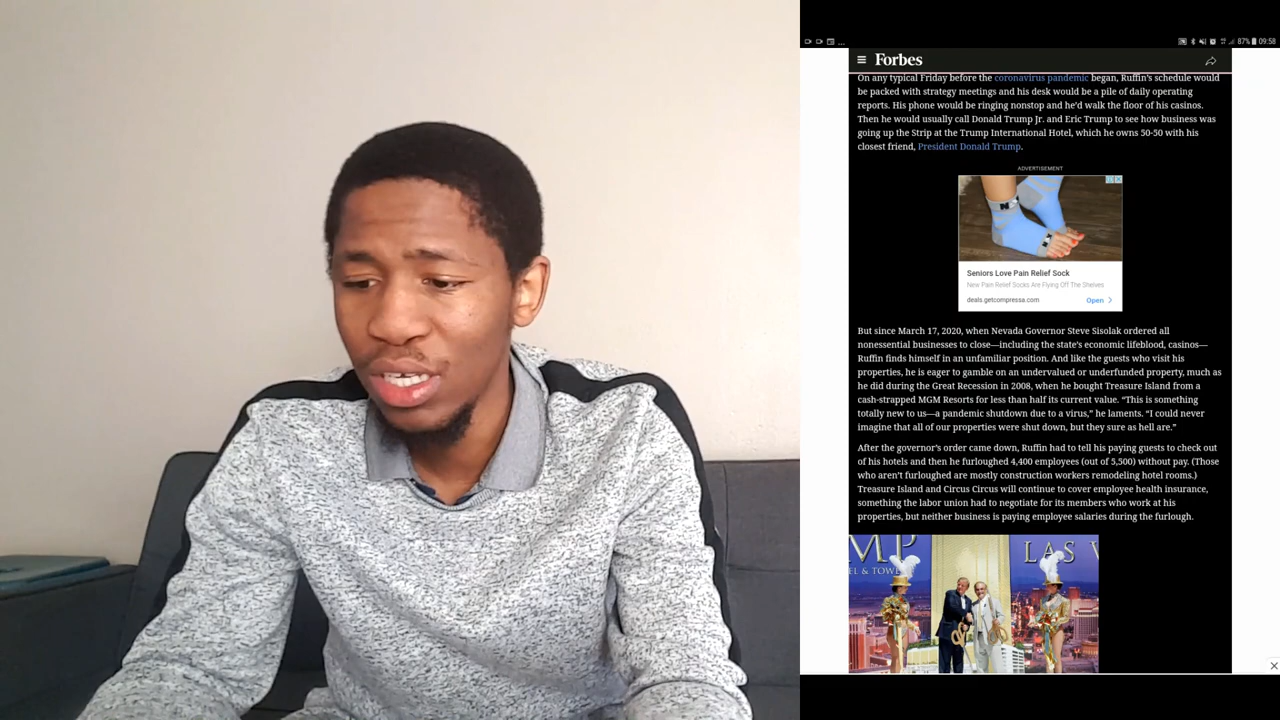 87% 09:58
Forbes
On any typical Friday before the coronavirus pandemic began, Ruffin's schedule would
be packed with strategy meetings and his desk would be a pile of daily operating
reports. His phone would be ringing nonstop and he'd walk the floor of his casinos.
Then he would usually call Donald Trump Jr. and Eric Trump to see how business was
going up the Strip at the Trump International Hotel, which he owns 50-50 with his
closest friend, President Donald Trump.
ADVERTISEMENT
N
Seniors Love Pain Relief Sock
New Pain Relief Socks Are Flying Off The Shelves
deals.getcompressa.com Open
But since March 17, 2020, when Nevada Governor Steve Sisolak ordered all
nonessential businesses to close—including the state's economic lifeblood, casinos—
Ruffin finds himself in an unfamiliar position. And like the guests who visit his
properties, he is eager to gamble on an undervalued or underfunded property, much as
he did during the Great Recession in 2008, when he bought Treasure Island from a
cash-strapped MGM Resorts for less than half its current value. “This is something
totally new to us—a pandemic shutdown due to a virus,” he laments. “I could never
imagine that all of our properties were shut down, but they sure as hell are.”
After the governor's order came down, Ruffin had to tell his paying guests to check out
of his hotels and then he furloughed 4,400 employees (out of 5,500) without pay. (Those
who aren't furloughed are mostly construction workers remodeling hotel rooms.)
Treasure Island and Circus Circus will continue to cover employee health insurance,
something the labor union had to negotiate for its members who work at his
properties, but neither business is paying employee salaries during the furlough.
MP LAS V
EL & TOWE